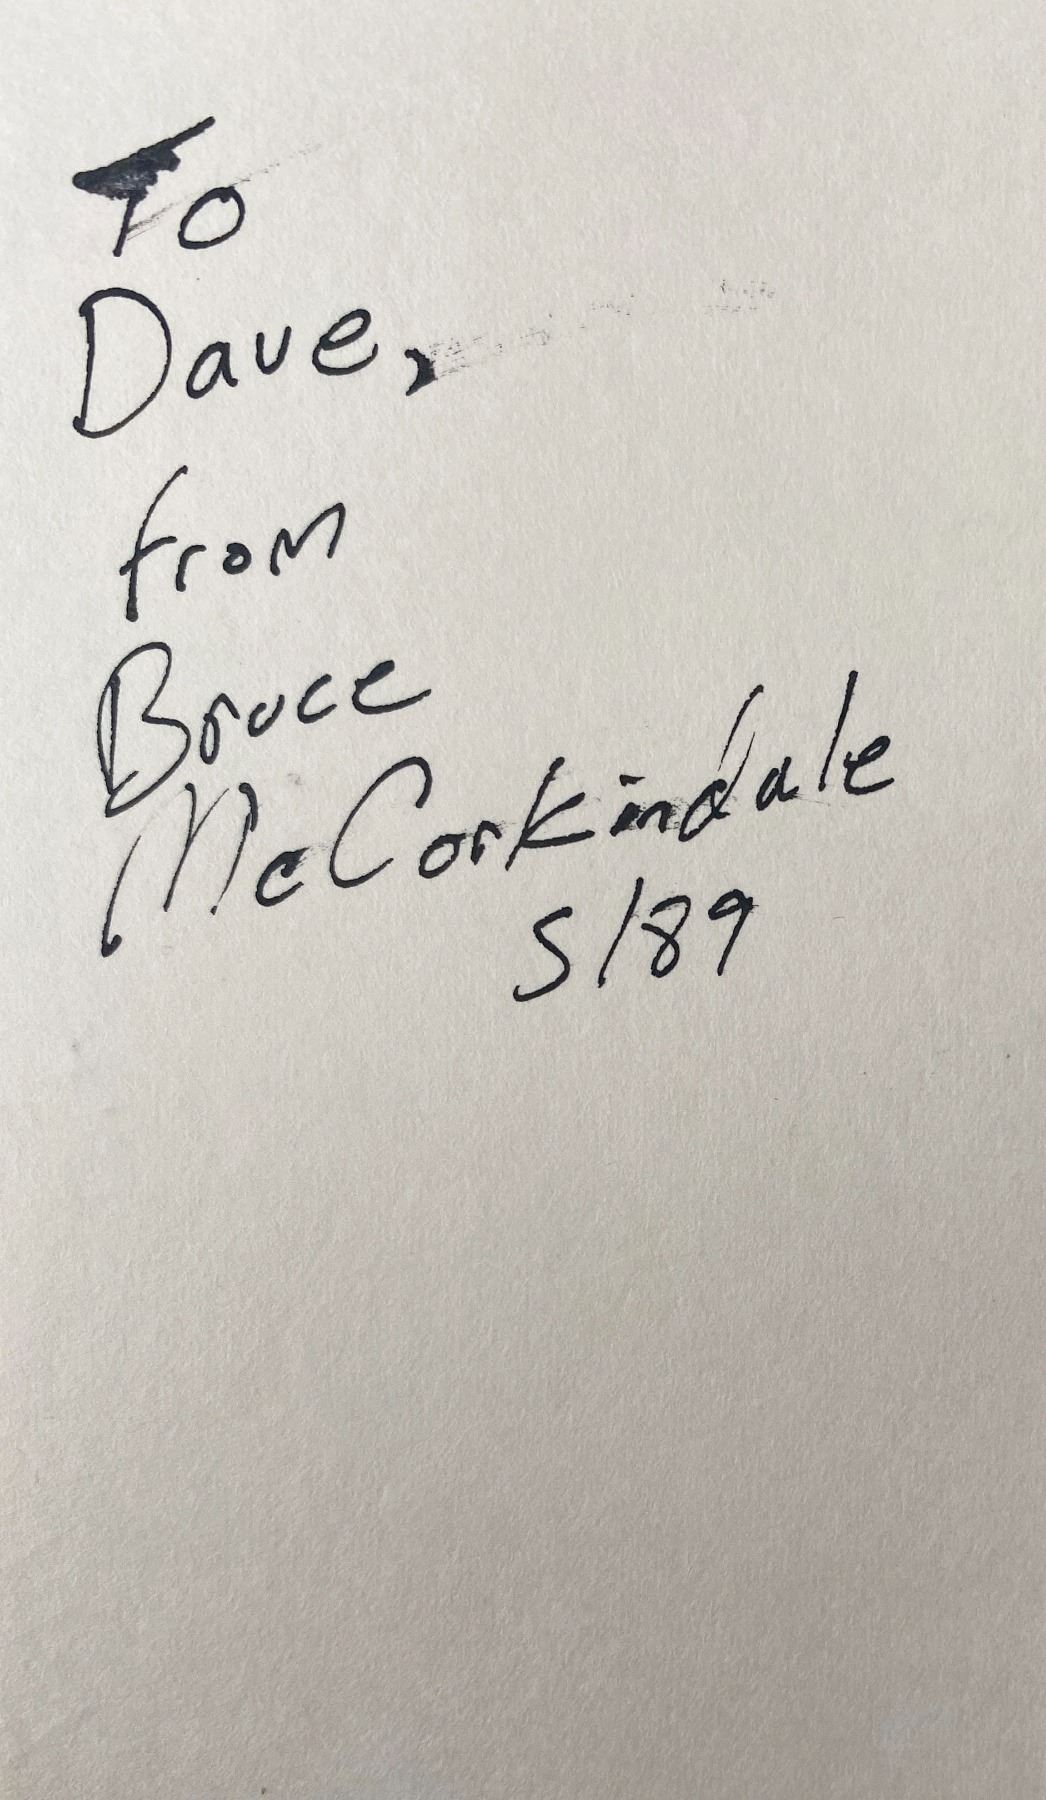 To
Dave,
from
Bruce
McCorkindale
5/89